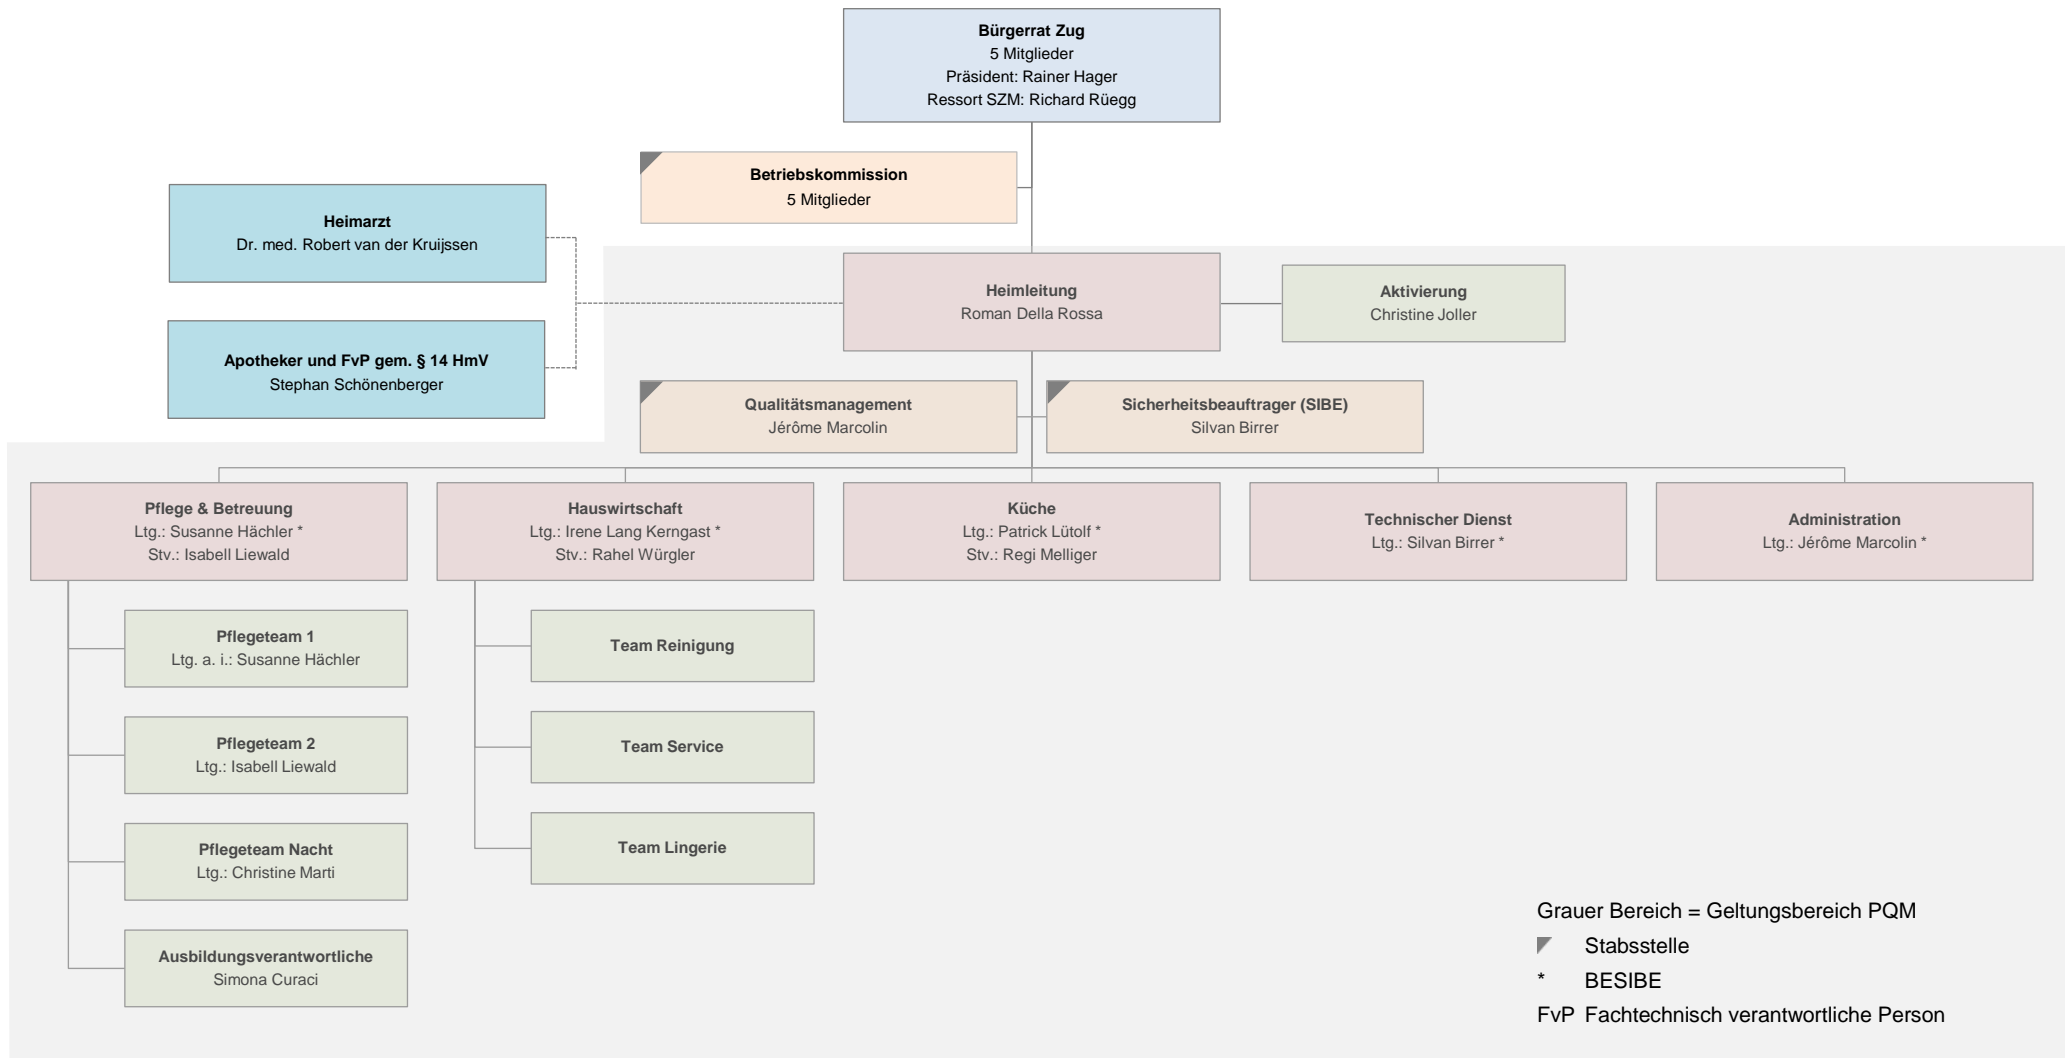 Bürgerrat Zug
5 Mitglieder
Präsident: Rainer Hager
Ressort SZM: Richard Rüegg
Betriebskommission
5 Mitglieder
Heimarzt
Dr. med. Robert van der Kruijssen
Heimleitung
Roman Della Rossa
Aktivierung
Christine Joller
Apotheker und FvP gem. § 14 HmV
Stephan Schönenberger
Qualitätsmanagement
Jérôme Marcolin
Sicherheitsbeauftrager (SIBE)
Silvan Birrer
Pflege & Betreuung
Ltg.: Susanne Hächler *
Stv.: Isabell Liewald
Hauswirtschaft
Ltg.: Irene Lang Kerngast *
Stv.: Rahel Würgler
Küche
Ltg.: Patrick Lütolf *
Stv.: Regi Melliger
Technischer Dienst
Ltg.: Silvan Birrer *
Administration
Ltg.: Jérôme Marcolin *
Pflegeteam 1
Ltg. a. i.: Susanne Hächler
Pflegeteam 2
Ltg.: Isabell Liewald
Pflegeteam Nacht
Ltg.: Christine Marti
Ausbildungsverantwortliche
Simona Curaci
Team Reinigung
Team Service
Team Lingerie
Grauer Bereich = Geltungsbereich PQM
Stabsstelle
* BESIBE
FvP Fachtechnisch verantwortliche Person